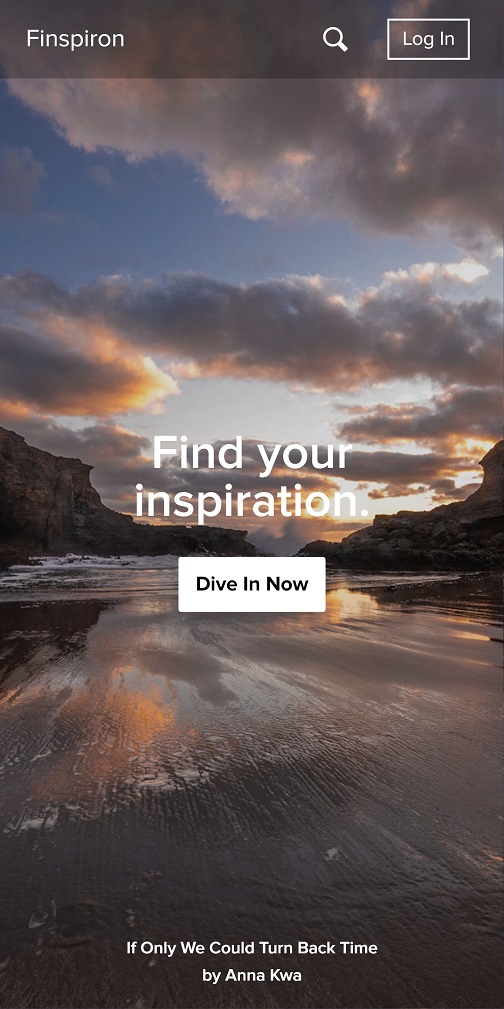 Finspiron
Log In
Find your
inspiration.
Dive In Now
If Only We Could Turn Back Time
by Anna Kwa